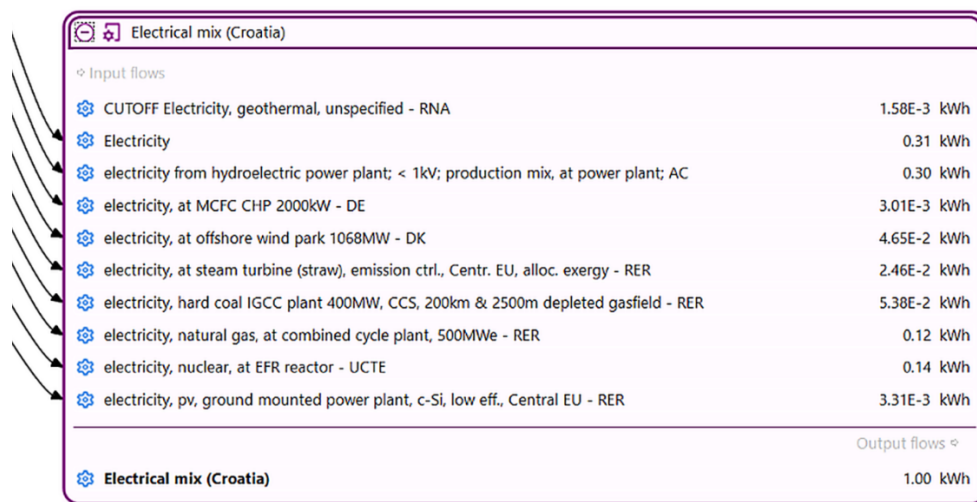 Electrical mix (Croatia)
Input flows
CUTOFF Electricity, geothermal, unspecified - RNA 1.58E-3 kWh
Electricity 0.31 kWh
electricity from hydroelectric power plant; < 1kV; production mix, at power plant; AC 0.30 kWh
electricity, at MCFC CHP 2000kW - DE 3.01E-3 kWh
electricity, at offshore wind park 1068MW - DK 4.65E-2 kWh
electricity, at steam turbine (straw), emission ctrl., Centr. EU, alloc. exergy - RER 2.46E-2 kWh
electricity, hard coal IGCC plant 400MW, CCS, 200km & 2500m depleted gasfield - RER 5.38E-2 kWh
electricity, natural gas, at combined cycle plant, 500MWe - RER 0.12 kWh
electricity, nuclear, at EFR reactor - UCTE 0.14 kWh
electricity, pv, ground mounted power plant, c-Si, low eff., Central EU - RER 3.31E-3 kWh
Output flows
Electrical mix (Croatia) 1.00 kWh